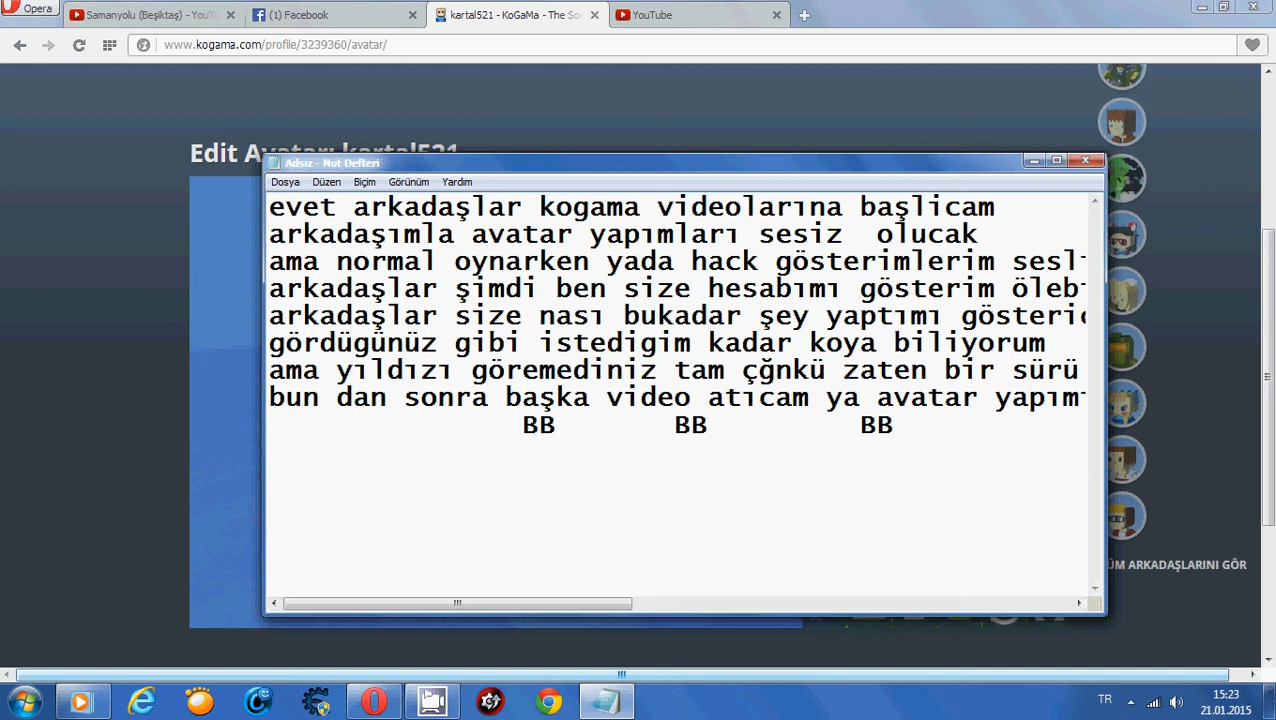 Opera
Samanyolu (Beşiktaş) - YouT
(1) Facebook
kartal521 - KoGaMa - The So
YouTube
www.kogama.com/profile/3239360/avatar/
Edit Avatar: kartal521
Adsız - Not Defteri
Dosya Düzen Biçim Görünüm Yardım
evet arkadaşlar kogama videolarına başlicam
arkadaşımla avatar yapımları sesiz olucak
ama normal oynarken yada hack gösterimlerim sesl
arkadaşlar şimdi ben size hesabımı gösterim öleb
arkadaşlar size nası bukadar şey yaptımı gösteric
gördügünüz gibi istedigim kadar koya biliyorum
ama yıldızı göremediniz tam çğnkü zaten bir sürü
bun dan sonra başka video atıcam ya avatar yapım
BB BB BB
ÜM ARKADAŞLARINI GÖR
TR
15:23
21.01.2015